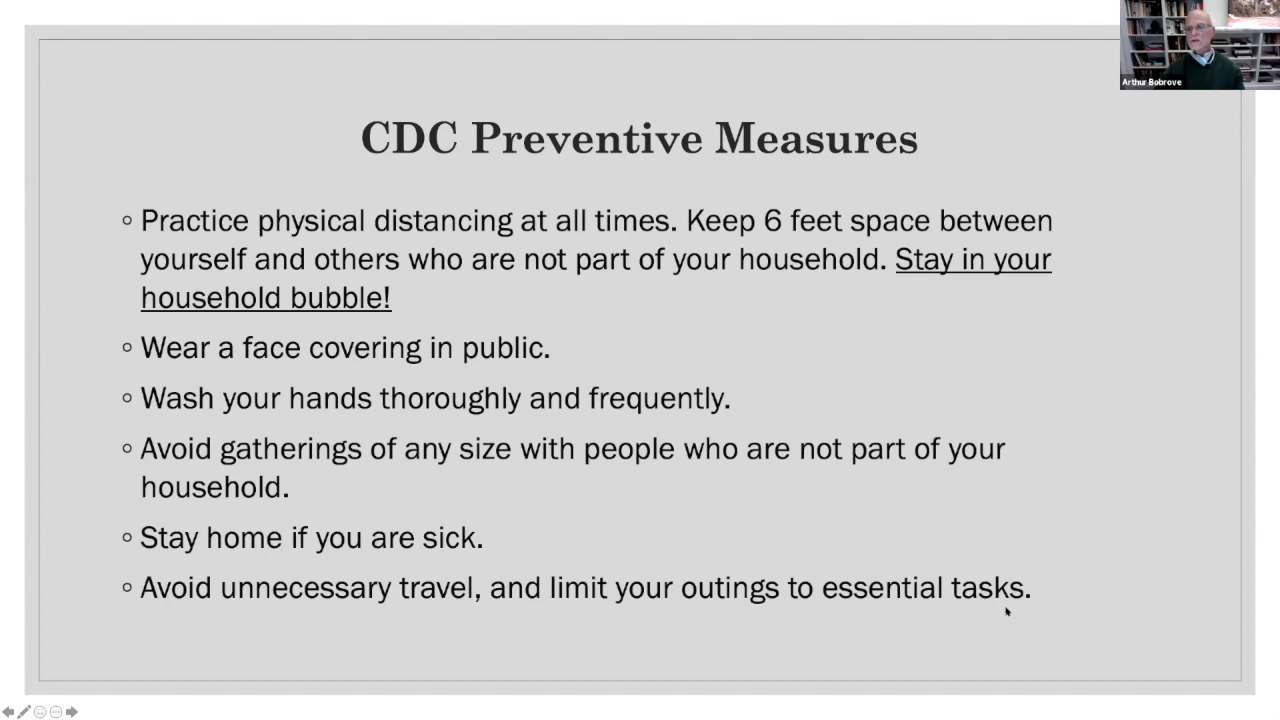 Arthur Bobrove
CDC Preventive Measures
◦ Practice physical distancing at all times. Keep 6 feet space between
yourself and others who are not part of your household. Stay in your
household bubble!
◦ Wear a face covering in public.
◦ Wash your hands thoroughly and frequently.
◦ Avoid gatherings of any size with people who are not part of your
household.
◦ Stay home if you are sick.
◦ Avoid unnecessary travel, and limit your outings to essential tasks.